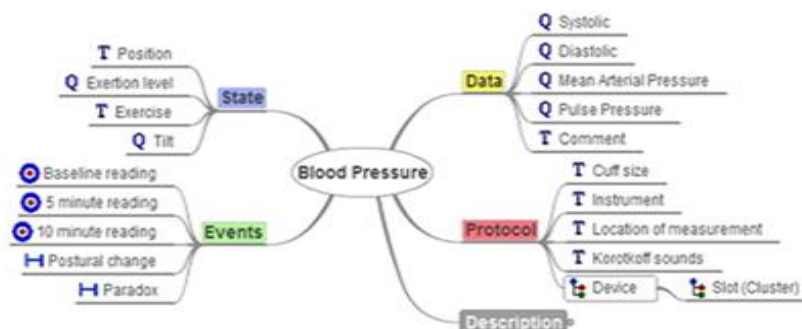 Blood Pressure
State
T Position
Q Exertion level
T Exercise
Q Tilt
Events
Baseline reading
5 minute reading
10 minute reading
Postural change
Paradox
Data
Q Systolic
Q Diastolic
Q Mean Arterial Pressure
Q Pulse Pressure
T Comment
Protocol
T Cuff size
T Instrument
T Location of measurement
T Korotkoff sounds
Device
Slot (Cluster)
Description